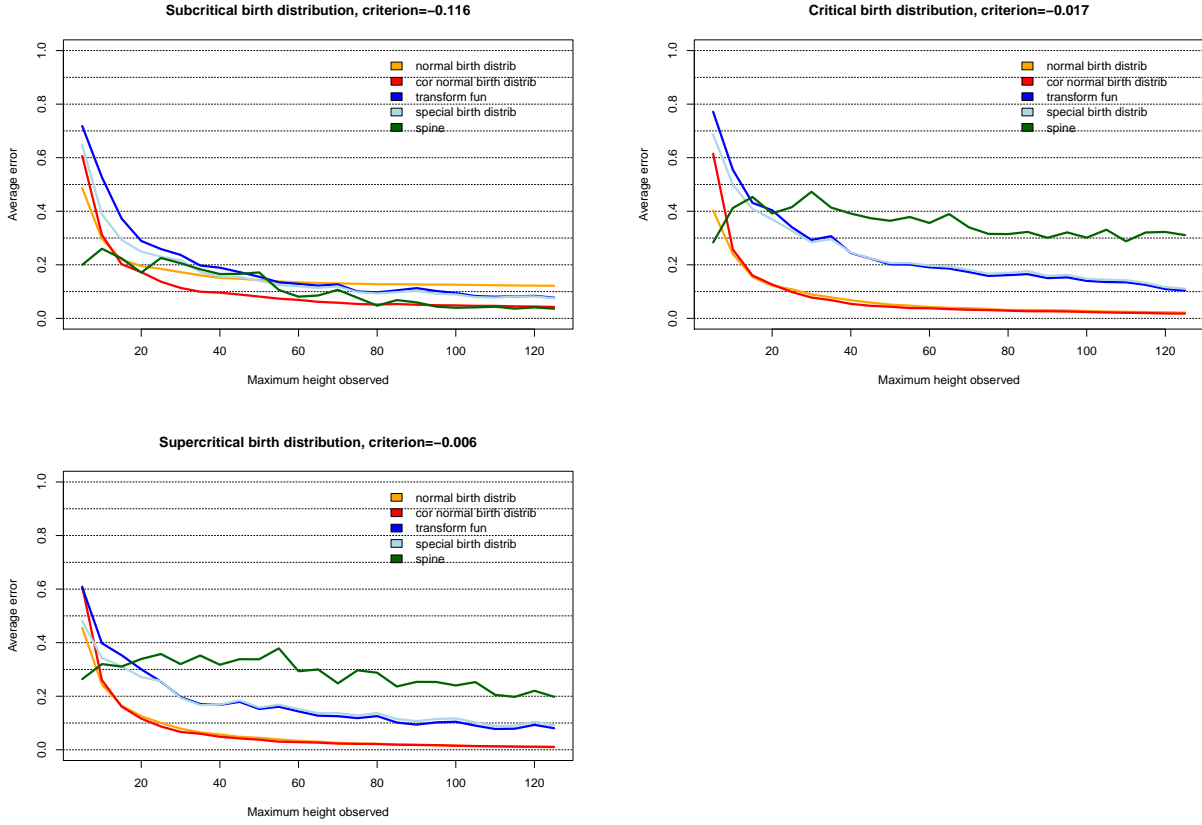 Subcritical birth distribution, criterion=−0.116
normal birth distrib
cor normal birth distrib
transform fun
special birth distrib
spine
Average error
0.0 0.2 0.4 0.6 0.8 1.0
20 40 60 80 100 120
Maximum height observed
Critical birth distribution, criterion=−0.017
normal birth distrib
cor normal birth distrib
transform fun
special birth distrib
spine
Average error
0.0 0.2 0.4 0.6 0.8 1.0
20 40 60 80 100 120
Maximum height observed
Supercritical birth distribution, criterion=−0.006
normal birth distrib
cor normal birth distrib
transform fun
special birth distrib
spine
Average error
0.0 0.2 0.4 0.6 0.8 1.0
20 40 60 80 100 120
Maximum height observed